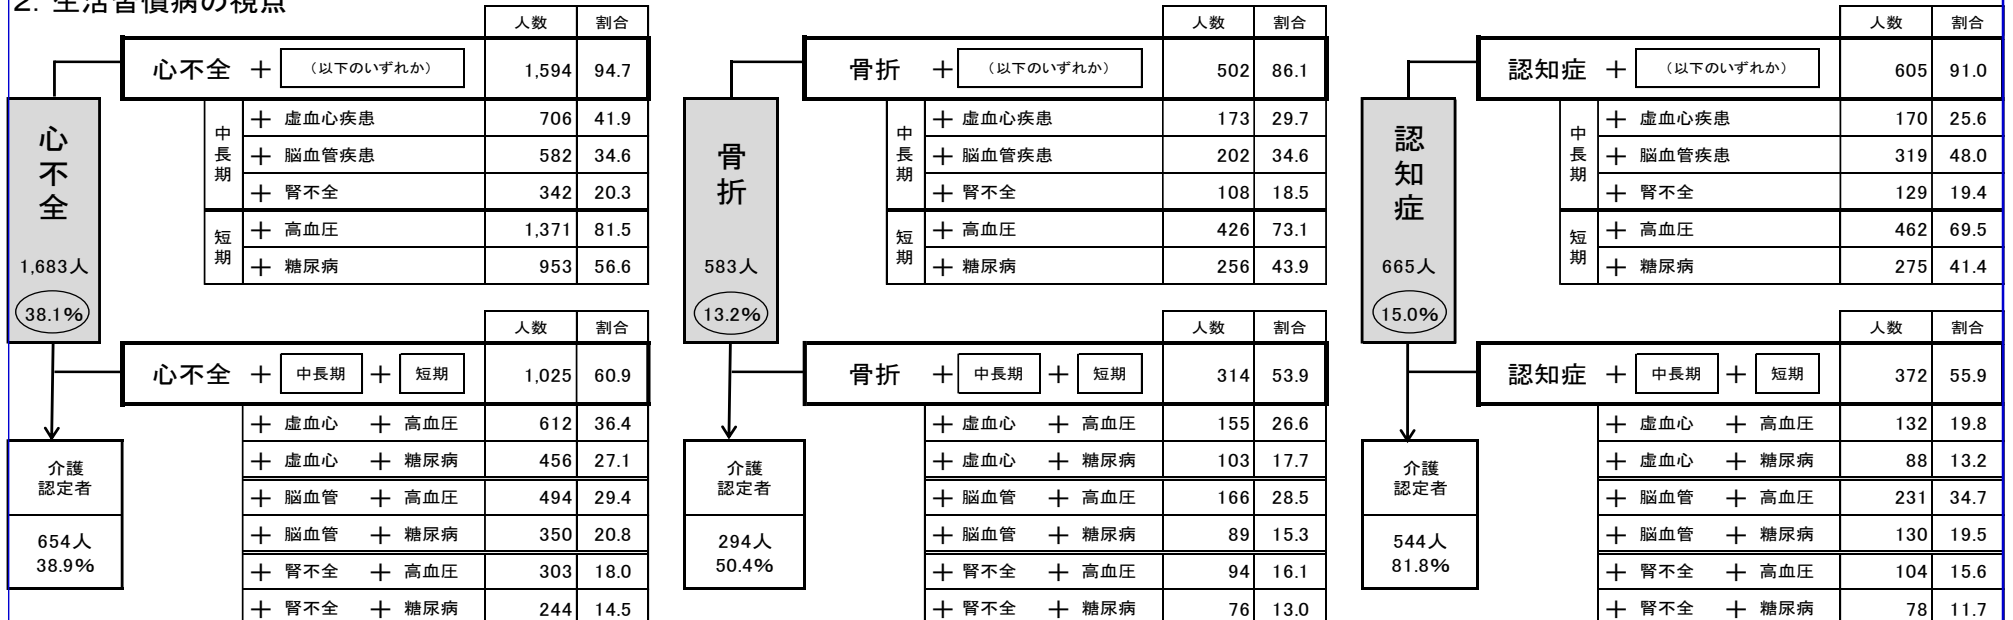 2. 生活習慣病の視点
人数 割合
心不全 + (以下のいずれか) 1,594 94.7
中長期
+ 虚血心疾患 706 41.9
+ 脳血管疾患 582 34.6
+ 腎不全 342 20.3
短期
+ 高血圧 1,371 81.5
+ 糖尿病 953 56.6
心不全
1,683人
38.1%
人数 割合
心不全 + 中長期 + 短期 1,025 60.9
+ 虚血心 + 高血圧 612 36.4
+ 虚血心 + 糖尿病 456 27.1
+ 脳血管 + 高血圧 494 29.4
+ 脳血管 + 糖尿病 350 20.8
+ 腎不全 + 高血圧 303 18.0
+ 腎不全 + 糖尿病 244 14.5
介護
認定者
654人
38.9%
人数 割合
骨折 + (以下のいずれか) 502 86.1
中長期
+ 虚血心疾患 173 29.7
+ 脳血管疾患 202 34.6
+ 腎不全 108 18.5
短期
+ 高血圧 426 73.1
+ 糖尿病 256 43.9
骨折
583人
13.2%
人数 割合
骨折 + 中長期 + 短期 314 53.9
+ 虚血心 + 高血圧 155 26.6
+ 虚血心 + 糖尿病 103 17.7
+ 脳血管 + 高血圧 166 28.5
+ 脳血管 + 糖尿病 89 15.3
+ 腎不全 + 高血圧 94 16.1
+ 腎不全 + 糖尿病 76 13.0
介護
認定者
294人
50.4%
人数 割合
認知症 + (以下のいずれか) 605 91.0
中長期
+ 虚血心疾患 170 25.6
+ 脳血管疾患 319 48.0
+ 腎不全 129 19.4
短期
+ 高血圧 462 69.5
+ 糖尿病 275 41.4
認知症
665人
15.0%
人数 割合
認知症 + 中長期 + 短期 372 55.9
+ 虚血心 + 高血圧 132 19.8
+ 虚血心 + 糖尿病 88 13.2
+ 脳血管 + 高血圧 231 34.7
+ 脳血管 + 糖尿病 130 19.5
+ 腎不全 + 高血圧 104 15.6
+ 腎不全 + 糖尿病 78 11.7
介護
認定者
544人
81.8%